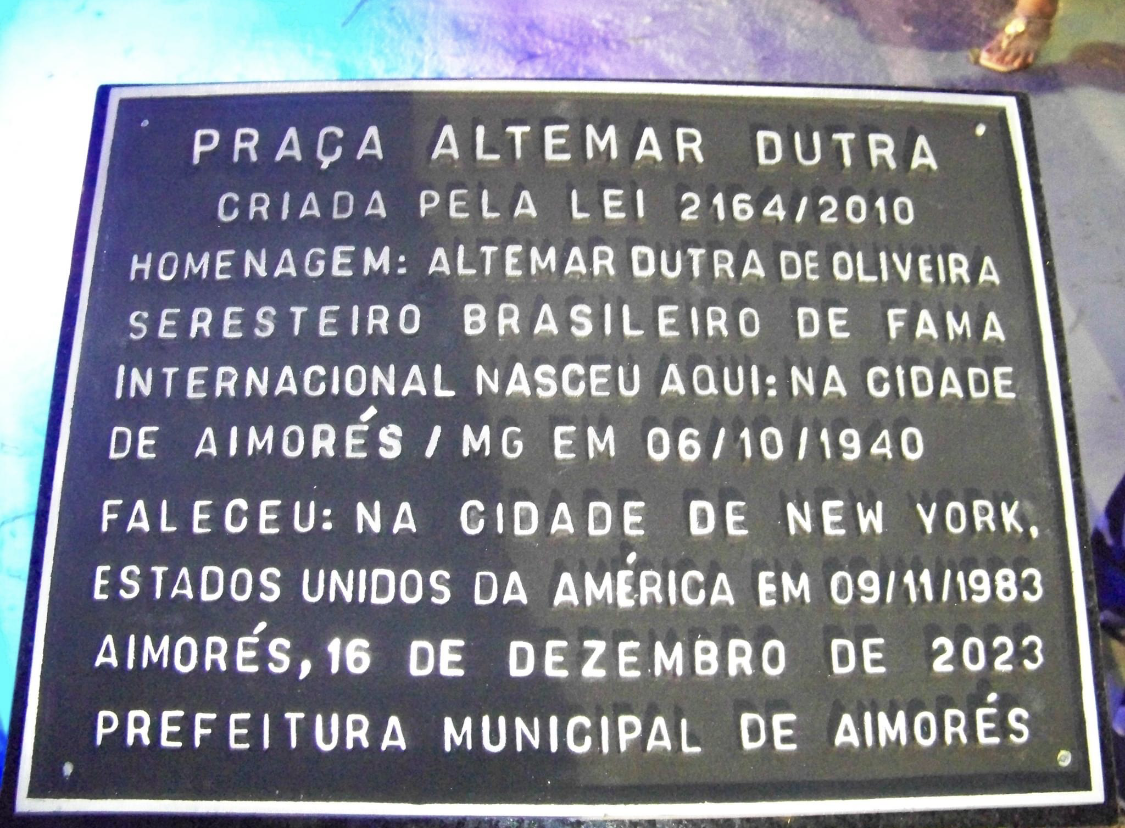 PRAÇA ALTEMAR DUTRA
CRIADA PELA LEI 2164/2010
HOMENAGEM: ALTEMAR DUTRA DE OLIVEIRA
SERESTEIRO BRASILEIRO DE FAMA
INTERNACIONAL NASCEU AQUI: NA CIDADE
DE AIMORÉS / MG EM 06/10/1940
FALECEU: NA CIDADE DE NEW YORK,
ESTADOS UNIDOS DA AMÉRICA EM 09/11/1983
AIMORÉS, 16 DE DEZEMBRO DE 2023
PREFEITURA MUNICIPAL DE AIMORÉS